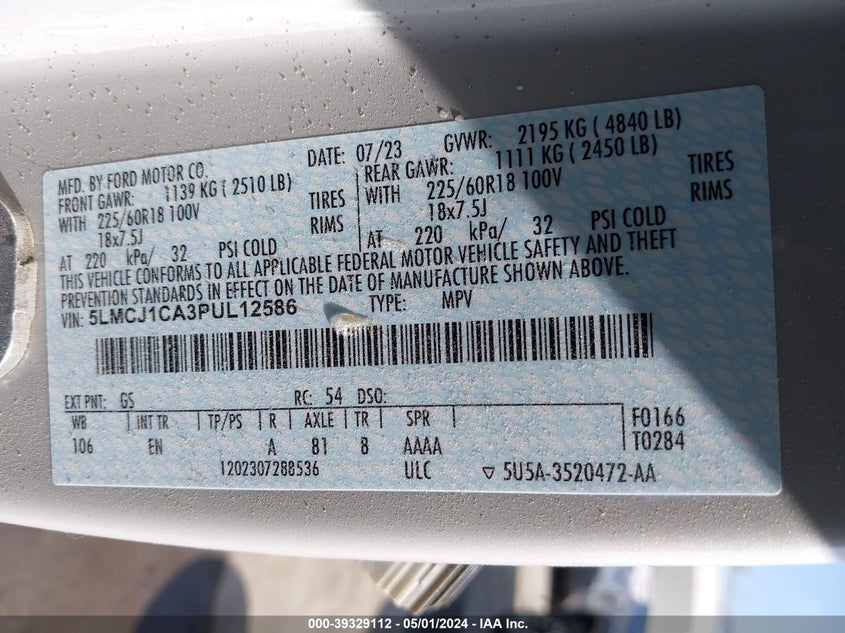 MFD. BY FORD MOTOR CO.
DATE: 07/23
GVWR: 2195 KG ( 4840 LB)
FRONT GAWR: 1139 KG ( 2510 LB)
WITH 225/60R18 100V TIRES
18x7.5J RIMS
AT 220 kPa/ 32 PSI COLD
REAR GAWR: 1111 KG ( 2450 LB)
WITH 225/60R18 100V TIRES
18x7.5J RIMS
AT 220 kPa/ 32 PSI COLD
THIS VEHICLE CONFORMS TO ALL APPLICABLE FEDERAL MOTOR VEHICLE SAFETY AND THEFT
PREVENTION STANDARDS IN EFFECT ON THE DATE OF MANUFACTURE SHOWN ABOVE.
VIN: 5LMCJ1CA3PUL12586 TYPE: MPV
EXT PNT: GS RC: 54 DSO:
WB INT TR TP/PS R AXLE TR SPR
106 EN A 81 8 AAAA
F0166
T0284
1202307288536 ULC 5U5A-3520472-AA
000-39329112 - 05/01/2024 - IAA Inc.